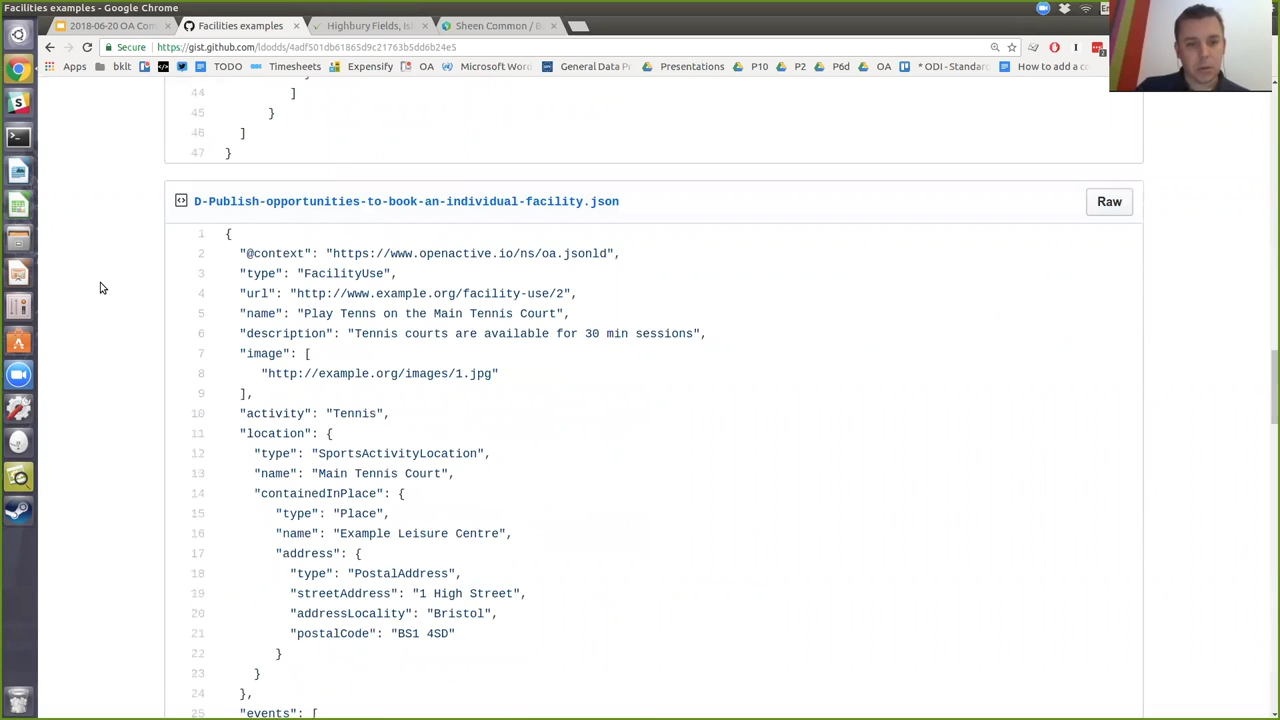 Facilities examples - Google Chrome
2018-06-20 OA Com
Facilities examples
Highbury Fields, Isl
Sheen Common / B
Secure
https://gist.github.com/ldodds/4adf501db61865d9c21763b5dd6b24e5
Apps
bklt
TODO
Timesheets
Expensify
OA
Microsoft Word
General Data P
Presentations
P10
P2
P6d
OA
* ODI - Standar
How to add a c
44 ]
45 }
46 ]
47 }
D-Publish-opportunities-to-book-an-individual-facility.json
Raw
1 {
2 "@context": "https://www.openactive.io/ns/oa.jsonld",
3 "type": "FacilityUse",
4 "url": "http://www.example.org/facility-use/2",
5 "name": "Play Tenns on the Main Tennis Court",
6 "description": "Tennis courts are available for 30 min sessions",
7 "image": [
8 "http://example.org/images/1.jpg"
9 ],
10 "activity": "Tennis",
11 "location": {
12 "type": "SportsActivityLocation",
13 "name": "Main Tennis Court",
14 "containedInPlace": {
15 "type": "Place",
16 "name": "Example Leisure Centre",
17 "address": {
18 "type": "PostalAddress",
19 "streetAddress": "1 High Street",
20 "addressLocality": "Bristol",
21 "postalCode": "BS1 4SD"
22 }
23 }
24 },
25 "events": [